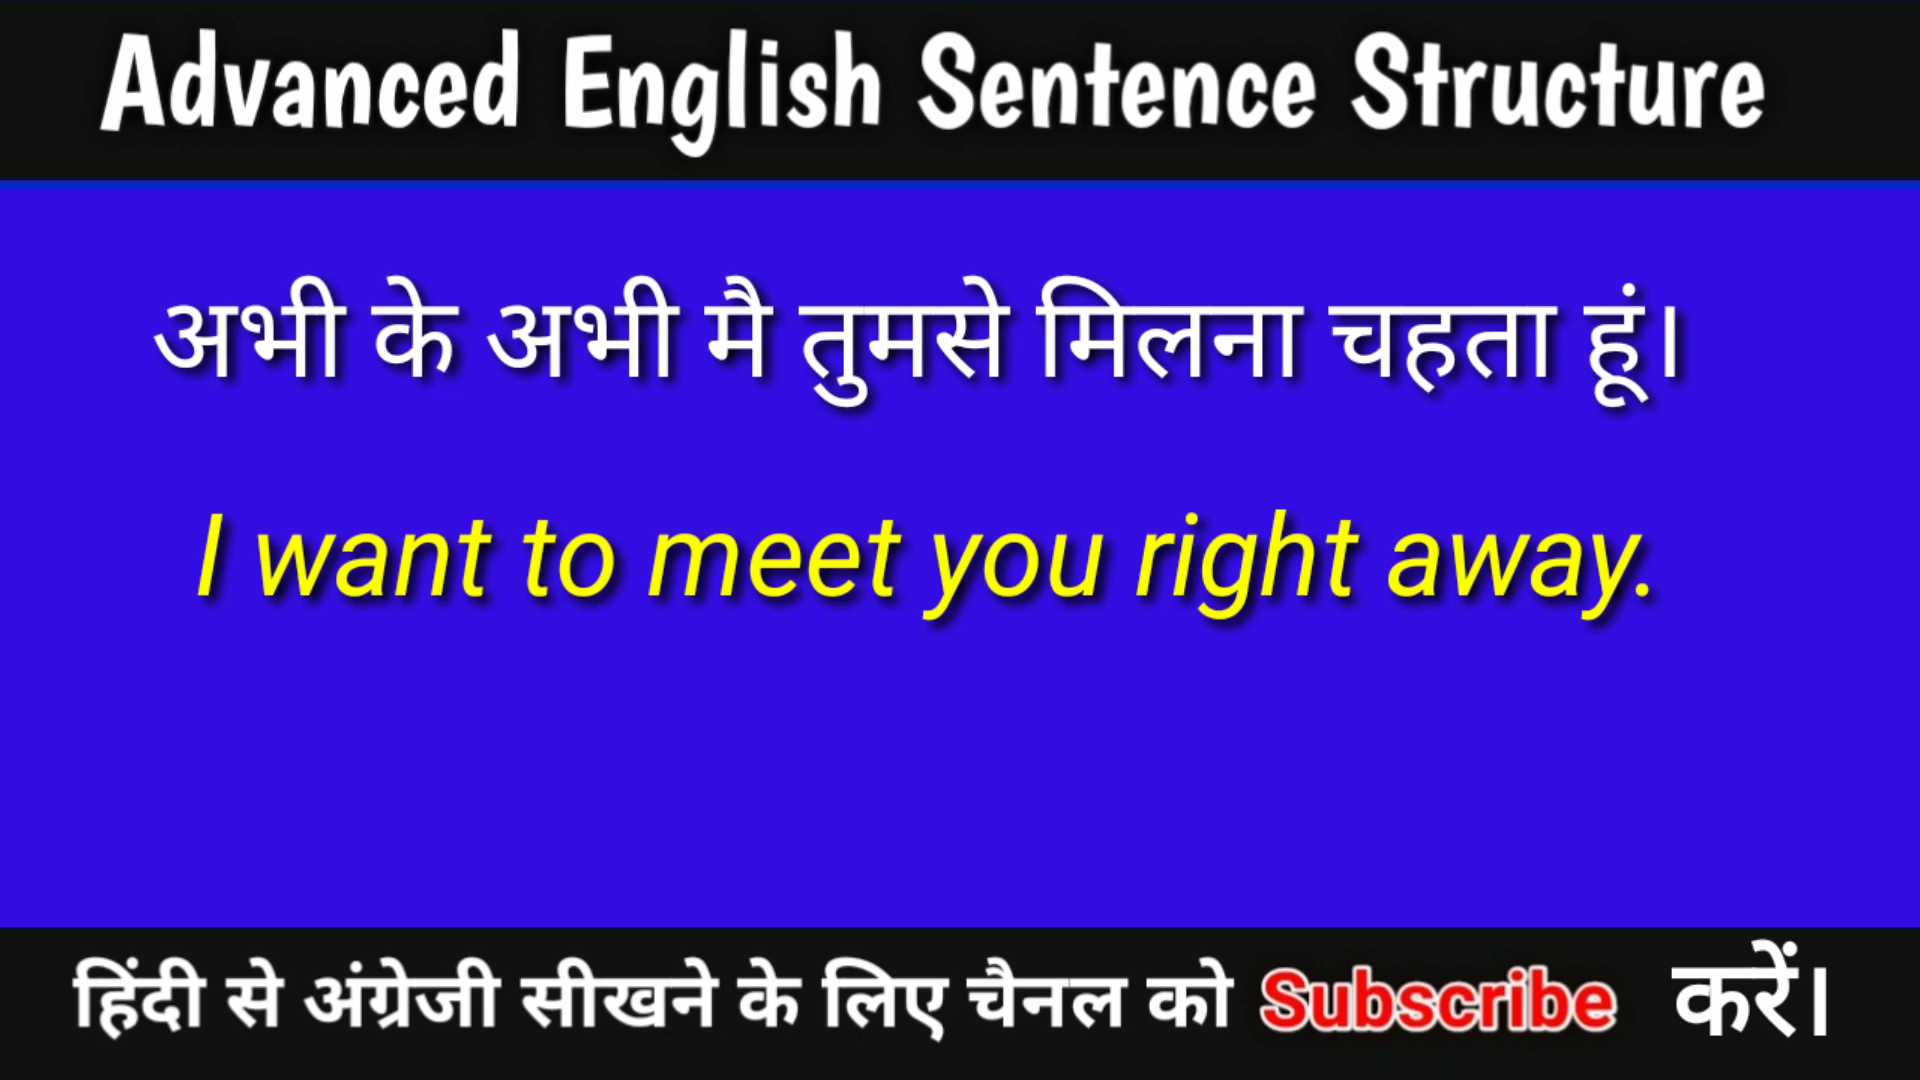 Advanced English Sentence Structure
अभी के अभी मै तुमसे मिलना चहता हूं।
I want to meet you right away.
हिंदी से अंग्रेजी सीखने के लिए चैनल को Subscribe करें।